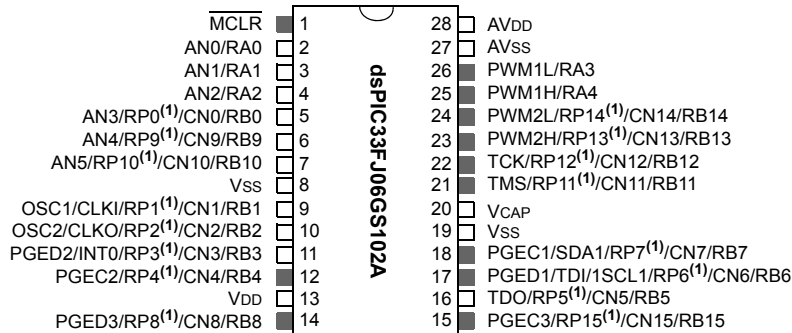 MCLR 1 28 AVDD
AN0/RA0 2 27 AVSS
AN1/RA1 3 26 PWM1L/RA3
AN2/RA2 4 25 PWM1H/RA4
AN3/RP0(1)/CN0/RB0 5 24 PWM2L/RP14(1)/CN14/RB14
AN4/RP9(1)/CN9/RB9 6 23 PWM2H/RP13(1)/CN13/RB13
AN5/RP10(1)/CN10/RB10 7 22 TCK/RP12(1)/CN12/RB12
VSS 8 21 TMS/RP11(1)/CN11/RB11
OSC1/CLKI/RP1(1)/CN1/RB1 9 20 VCAP
OSC2/CLKO/RP2(1)/CN2/RB2 10 19 VSS
PGED2/INT0/RP3(1)/CN3/RB3 11 18 PGEC1/SDA1/RP7(1)/CN7/RB7
PGEC2/RP4(1)/CN4/RB4 12 17 PGED1/TDI/1SCL1/RP6(1)/CN6/RB6
VDD 13 16 TDO/RP5(1)/CN5/RB5
PGED3/RP8(1)/CN8/RB8 14 15 PGEC3/RP15(1)/CN15/RB15
dsPIC33FJ06GS102A